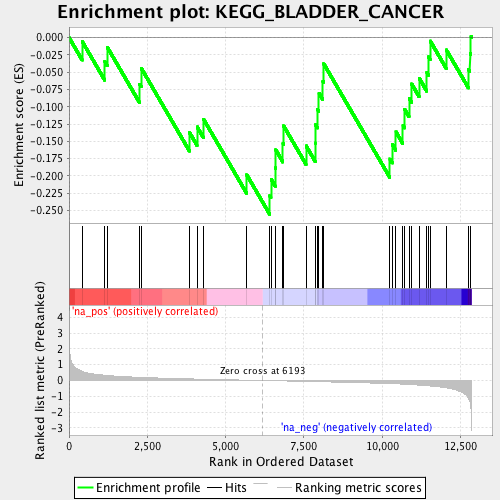 Enrichment plot: KEGG_BLADDER_CANCER
Enrichment score (ES)
0.000
-0.025
-0.050
-0.075
-0.100
-0.125
-0.150
-0.175
-0.200
-0.225
-0.250
'na_pos' (positively correlated)
Ranked list metric (PreRanked)
4
3
2
1
0
-1
-2
-3
Zero cross at 6193
'na_neg' (negatively correlated)
0
2,500
5,000
7,500
10,000
12,500
Rank in Ordered Dataset
Enrichment profile
Hits
Ranking metric scores